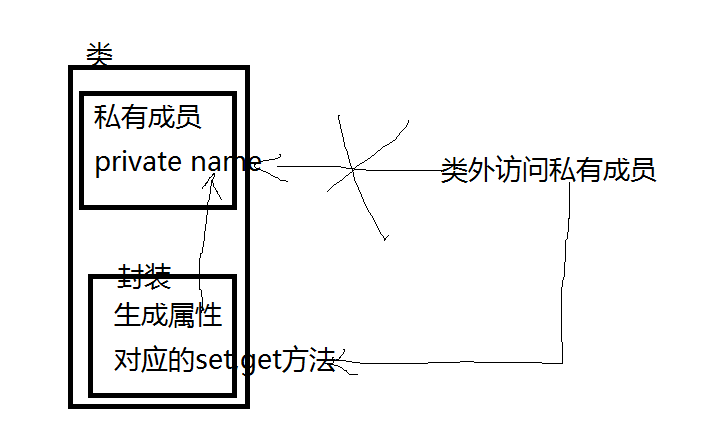 类
私有成员
private name
类外访问私有成员
封装
生成属性
对应的set.get方法